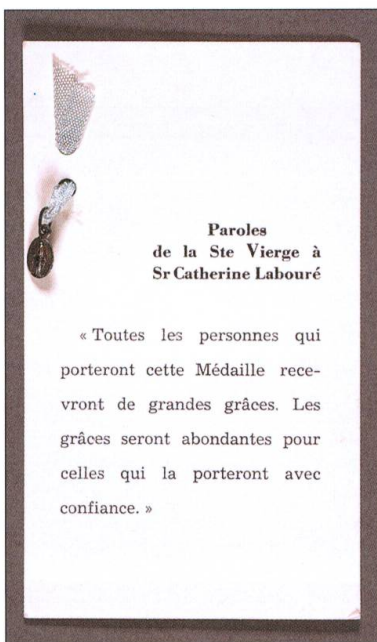 Paroles
de la Ste Vierge à
Sr Catherine Labouré
« Toutes les personnes qui
porteront cette Médaille rece-
vront de grandes grâces. Les
grâces seront abondantes pour
celles qui la porteront avec
confiance. »